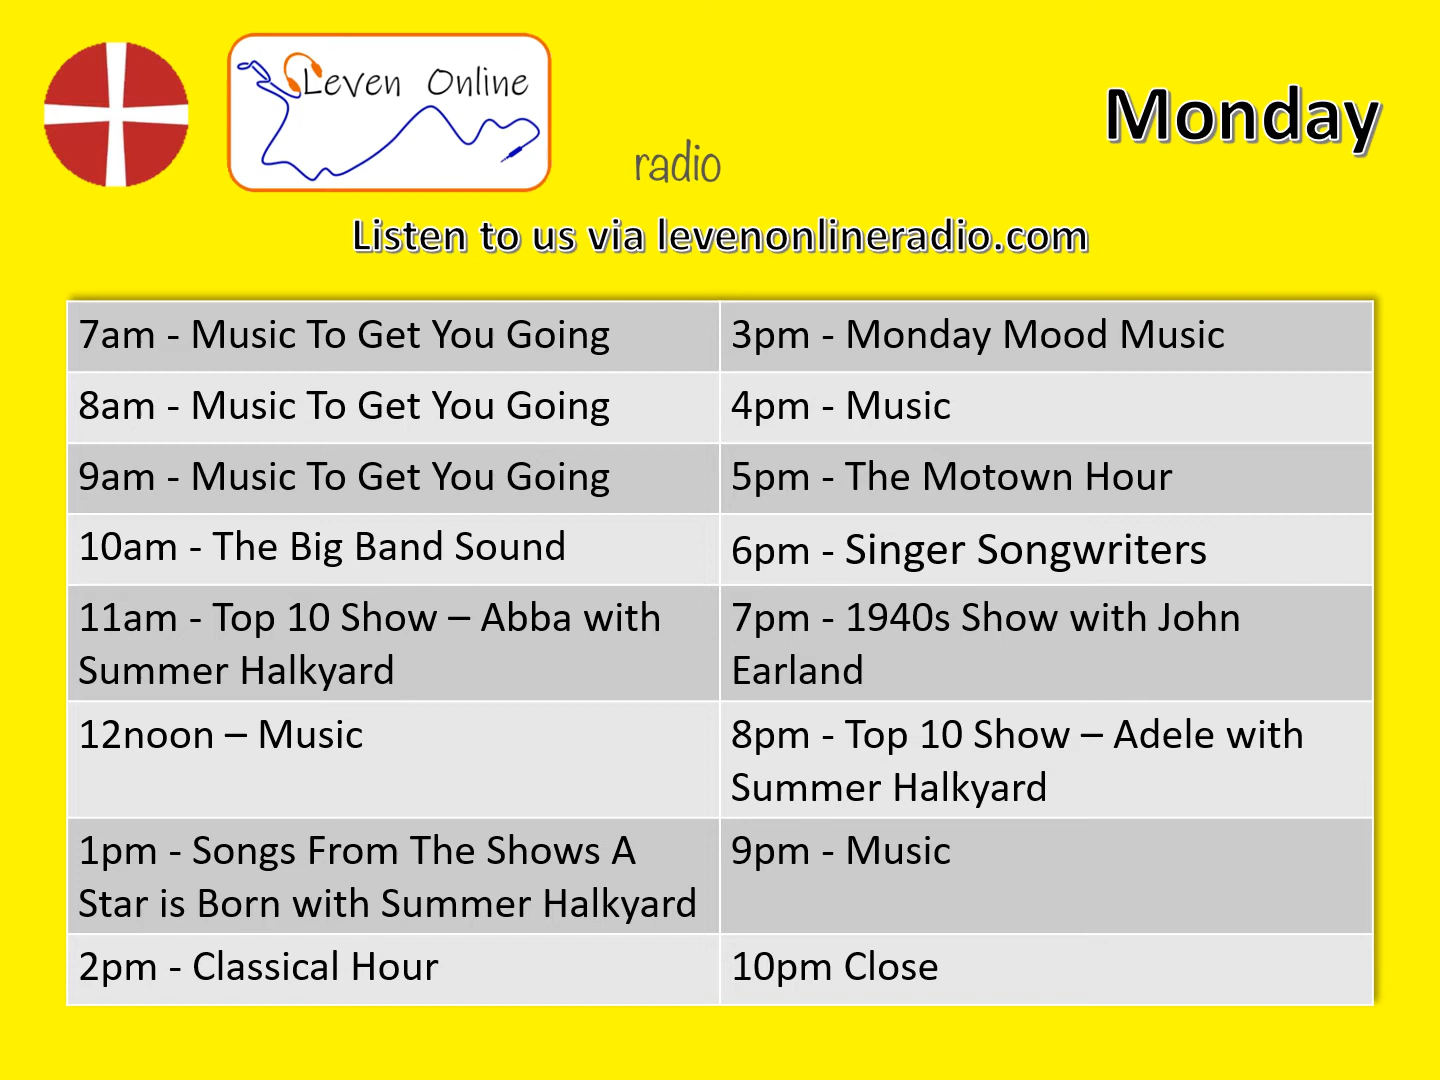 Leven Online
radio
Monday
Listen to us via levenonlineradio.com
7am - Music To Get You Going
8am - Music To Get You Going
9am - Music To Get You Going
10am - The Big Band Sound
11am - Top 10 Show – Abba with
Summer Halkyard
12noon – Music
1pm - Songs From The Shows A
Star is Born with Summer Halkyard
2pm - Classical Hour
3pm - Monday Mood Music
4pm - Music
5pm - The Motown Hour
6pm - Singer Songwriters
7pm - 1940s Show with John
Earland
8pm - Top 10 Show – Adele with
Summer Halkyard
9pm - Music
10pm Close